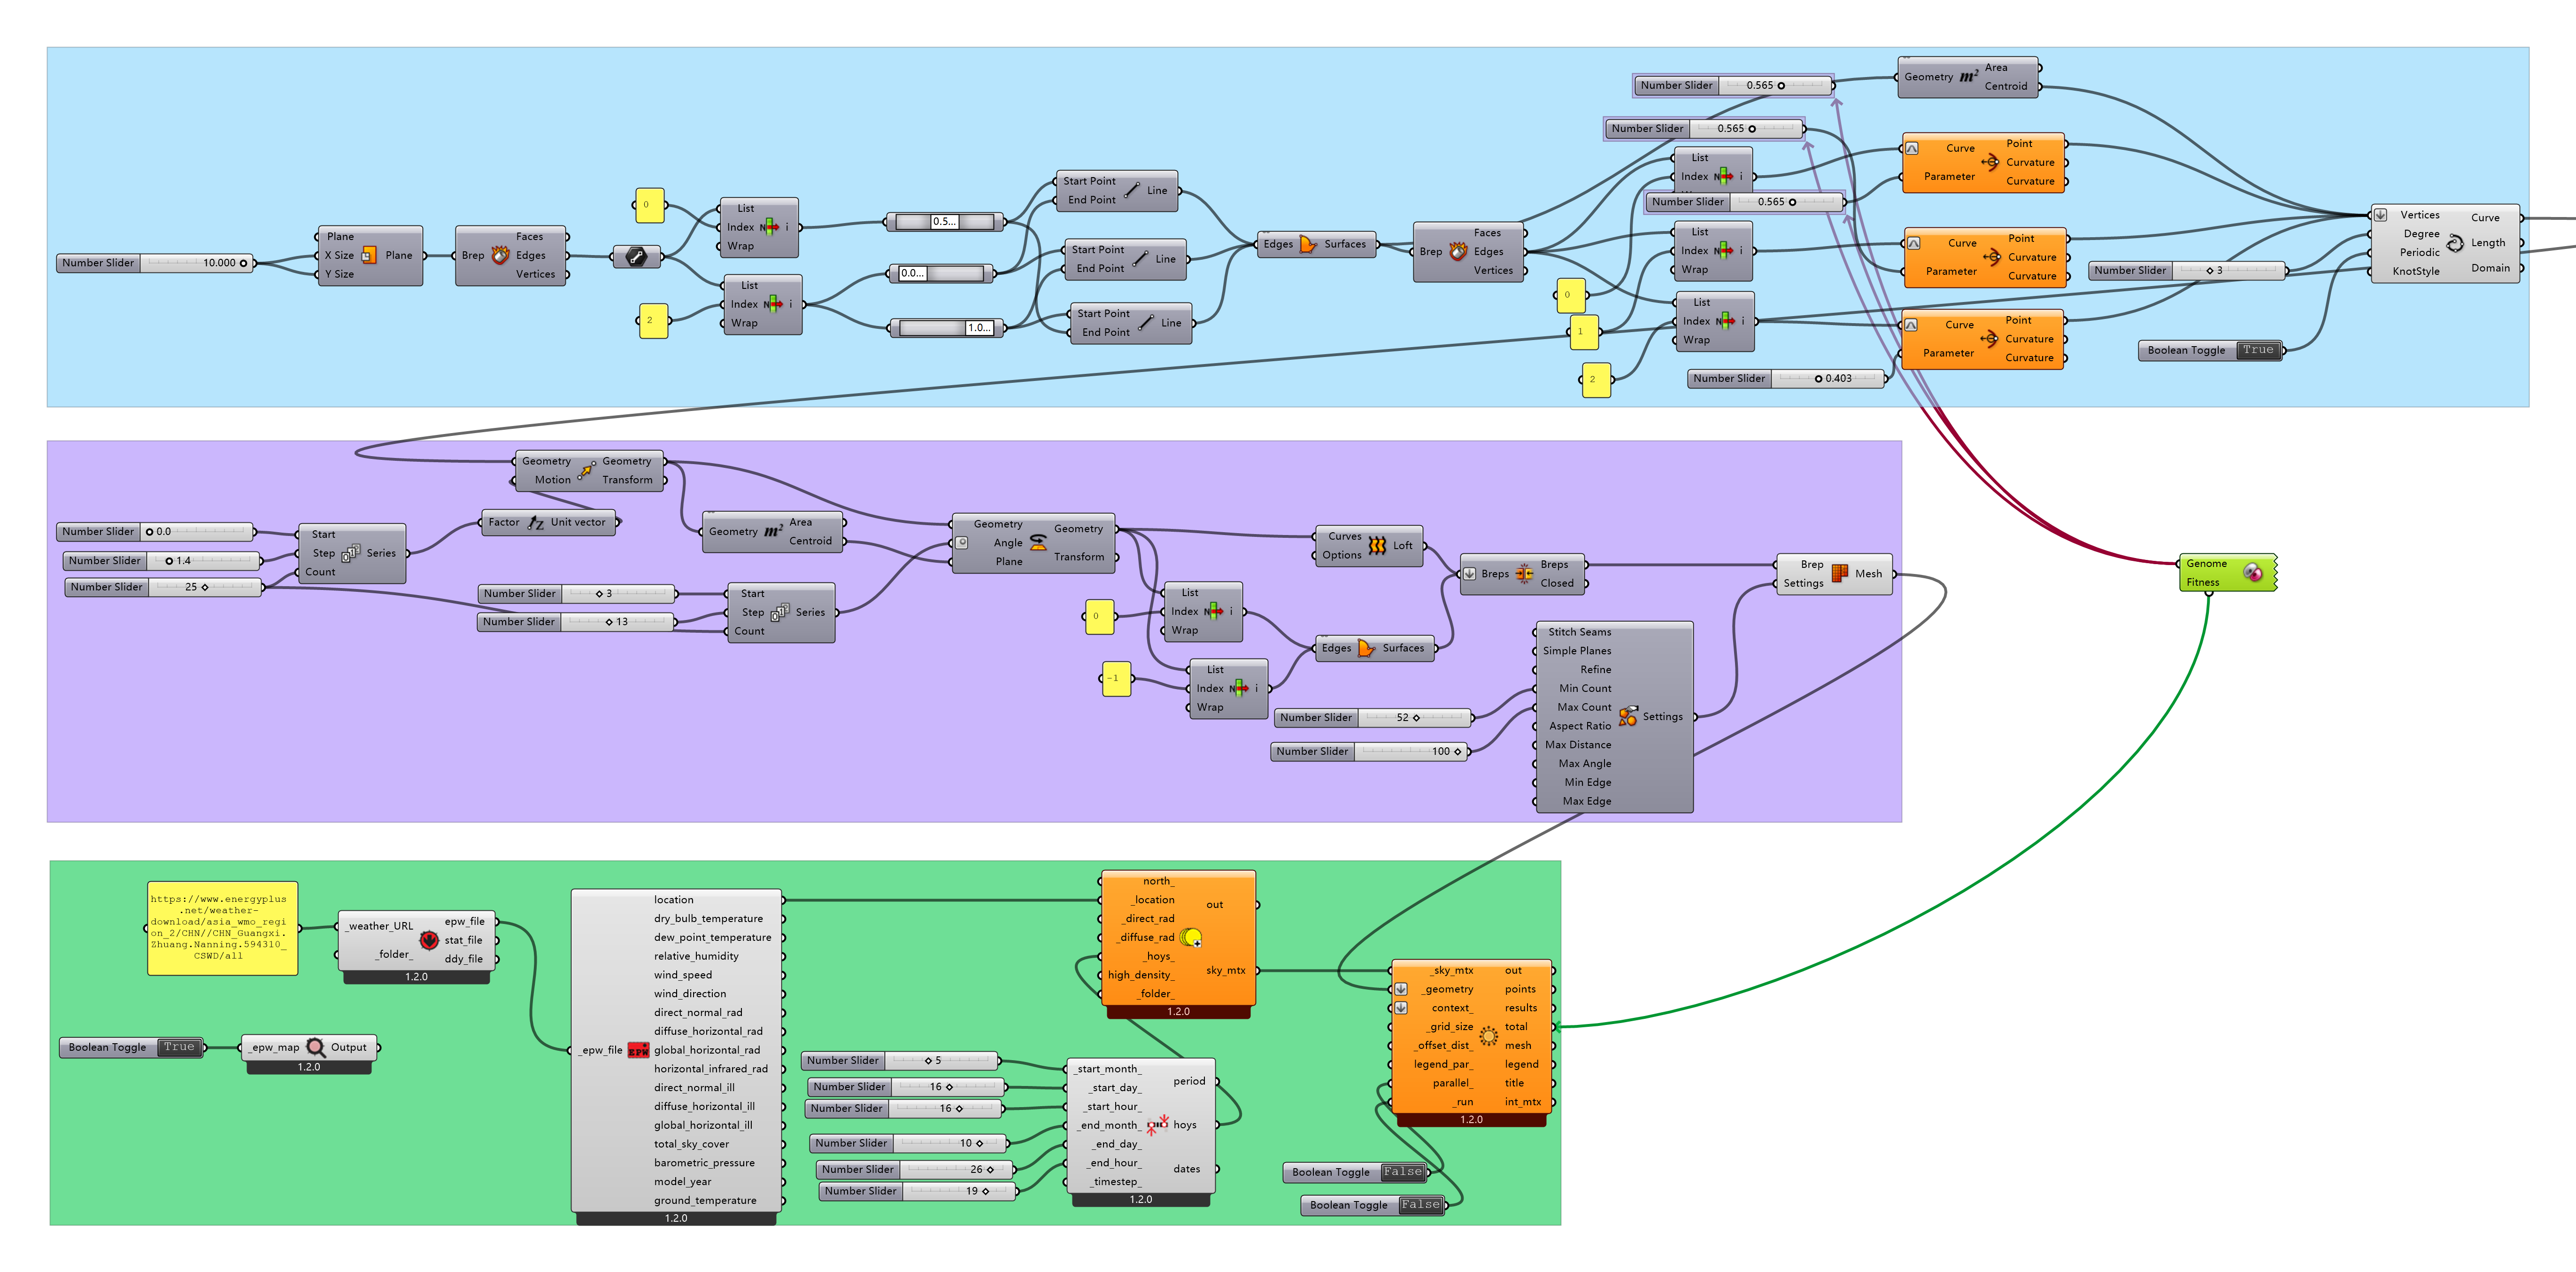 Number Slider 10.000
Plane
X Size
Y Size
Plane
Brep
Faces
Edges
Vertices
0
2
List
Index
Wrap
i
List
Index
Wrap
i
0.5...
0.0...
1.0...
Start Point
End Point
Line
Start Point
End Point
Line
Start Point
End Point
Line
Edges
Surfaces
Brep
Faces
Edges
Vertices
Number Slider 0.565
Number Slider 0.565
List
Index
i
Number Slider 0.565
List
Index
Wrap
i
0
1
2
List
Index
Wrap
i
Number Slider 0.403
Geometry
m²
Area
Centroid
Curve
Parameter
Point
Curvature
Curvature
Curve
Parameter
Point
Curvature
Curvature
Curve
Parameter
Point
Curvature
Curvature
Number Slider 3
Boolean Toggle True
Vertices
Degree
Periodic
KnotStyle
Curve
Length
Domain
Geometry
Motion
Geometry
Transform
Number Slider 0.0
Number Slider 1.4
Number Slider 25
Start
Step
Count
Series
Factor
Unit vector
Geometry
m²
Area
Centroid
Number Slider 3
Number Slider 13
Start
Step
Count
Series
Geometry
Angle
Plane
Geometry
Transform
0
-1
List
Index
Wrap
i
List
Index
Wrap
i
Curves
Options
Loft
Edges
Surfaces
Breps
Breps
Closed
Number Slider 52
Number Slider 100
Stitch Seams
Simple Planes
Refine
Min Count
Max Count
Aspect Ratio
Max Distance
Max Angle
Min Edge
Max Edge
Settings
Brep
Settings
Mesh
Genome
Fitness
https://www.energyplus
.net/weather-
download/asia_wmo_regi
on_2/CHN//CHN_Guangxi.
Zhuang.Nanning.594310_
CSWD/all
_weather_URL
_folder_
epw_file
stat_file
ddy_file
1.2.0
Boolean Toggle True
_epw_map
Output
1.2.0
_epw_file
EPW
location
dry_bulb_temperature
dew_point_temperature
relative_humidity
wind_speed
wind_direction
direct_normal_rad
diffuse_horizontal_rad
global_horizontal_rad
horizontal_infrared_rad
direct_normal_ill
diffuse_horizontal_ill
global_horizontal_ill
total_sky_cover
barometric_pressure
model_year
ground_temperature
1.2.0
Number Slider 5
Number Slider 16
Number Slider 16
Number Slider 10
Number Slider 26
Number Slider 19
_start_month_
_start_day_
_start_hour_
_end_month_
_end_day_
_end_hour_
_timestep_
period
hoys
dates
1.2.0
north_
_location
_direct_rad
_diffuse_rad
_hoys_
high_density_
_folder_
out
sky_mtx
1.2.0
_sky_mtx
_geometry
context_
_grid_size
_offset_dist_
legend_par_
parallel_
_run
out
points
results
total
mesh
legend
title
int_mtx
1.2.0
Boolean Toggle False
Boolean Toggle False